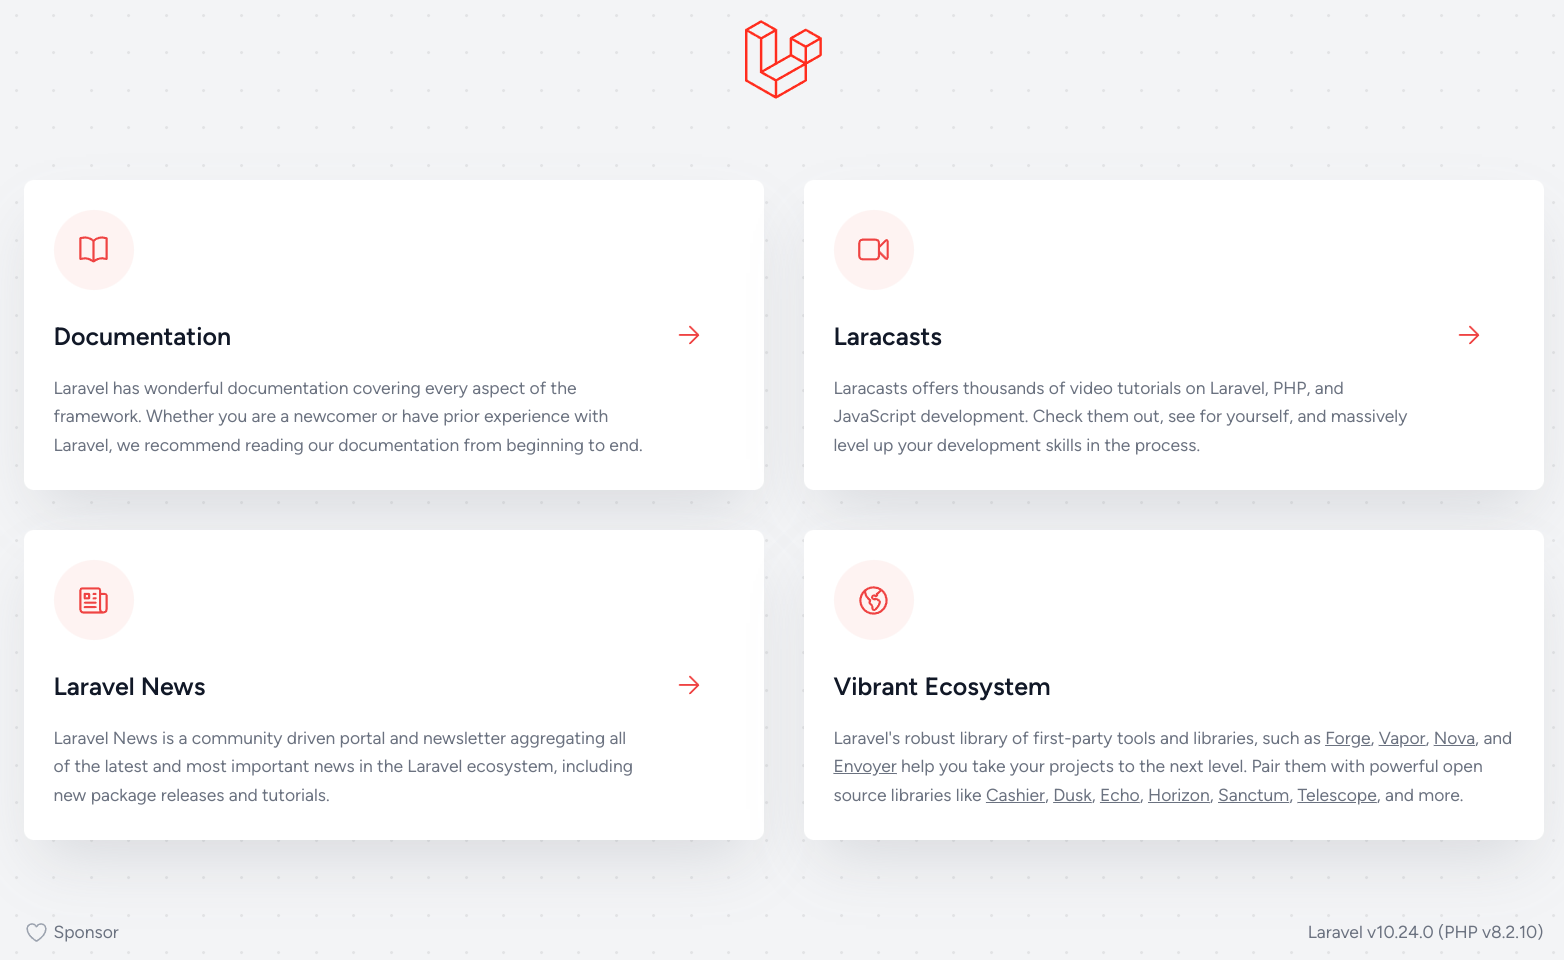 Documentation
Laravel has wonderful documentation covering every aspect of the
framework. Whether you are a newcomer or have prior experience with
Laravel, we recommend reading our documentation from beginning to end.
Laracasts
Laracasts offers thousands of video tutorials on Laravel, PHP, and
JavaScript development. Check them out, see for yourself, and massively
level up your development skills in the process.
Laravel News
Laravel News is a community driven portal and newsletter aggregating all
of the latest and most important news in the Laravel ecosystem, including
new package releases and tutorials.
Vibrant Ecosystem
Laravel's robust library of first-party tools and libraries, such as Forge, Vapor, Nova, and
Envoyer help you take your projects to the next level. Pair them with powerful open
source libraries like Cashier, Dusk, Echo, Horizon, Sanctum, Telescope, and more.
Sponsor
Laravel v10.24.0 (PHP v8.2.10)